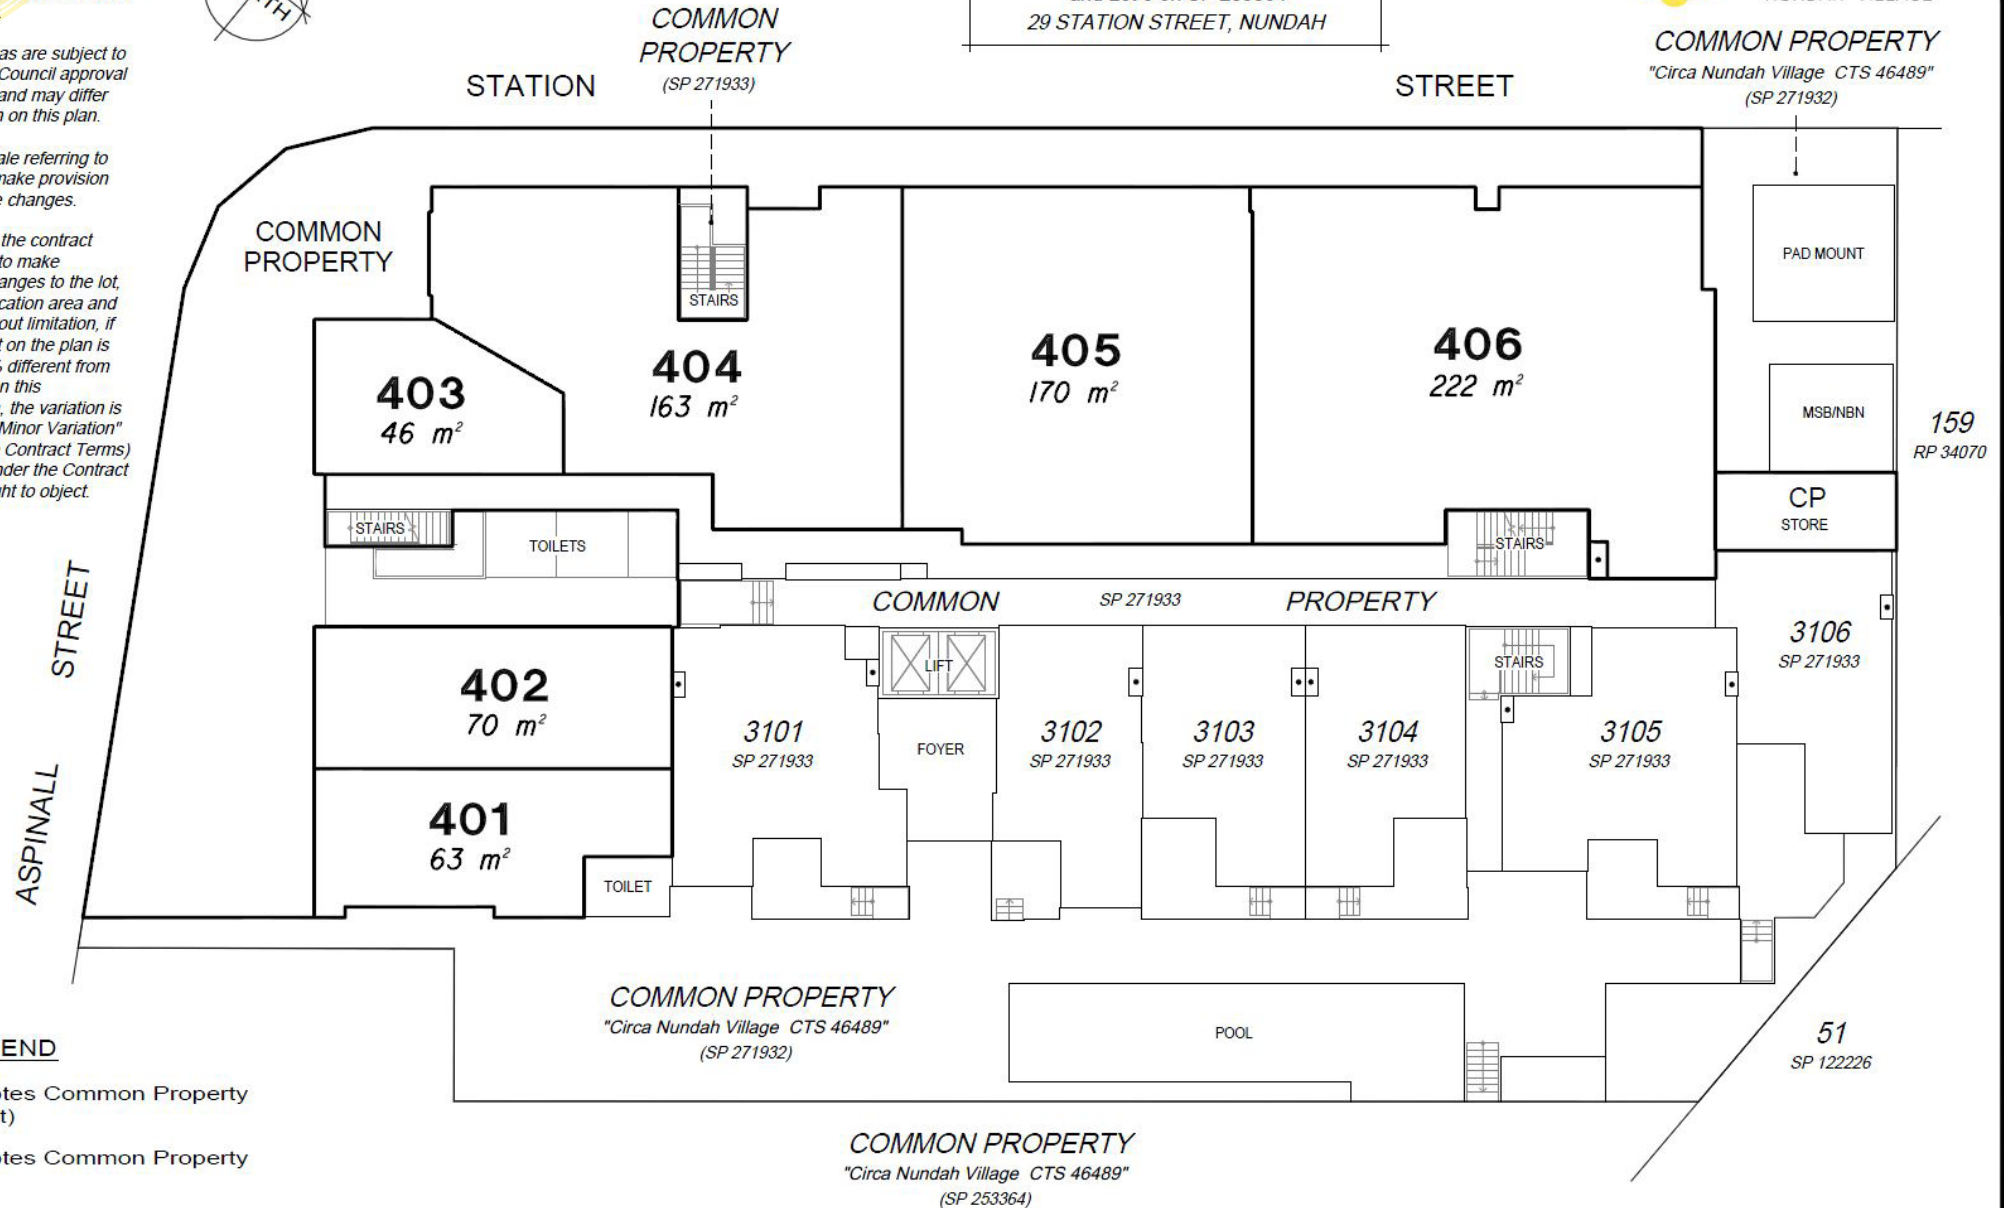 29 STATION STREET, NUNDAH
COMMON
PROPERTY
(SP 271933)
COMMON PROPERTY
"Circa Nundah Village CTS 46489"
(SP 271932)
STATION
STREET
as are subject to
Council approval
and may differ
on this plan.
ale referring to
make provision
changes.
the contract
to make
anges to the lot,
cation area and
out limitation, if
t on the plan is
different from
n this
, the variation is
Minor Variation"
Contract Terms)
nder the Contract
ht to object.
COMMON
PROPERTY
STAIRS
PAD MOUNT
403
46 m²
404
163 m²
405
170 m²
406
222 m²
MSB/NBN
159
RP 34070
CP
STORE
STAIRS
TOILETS
STAIRS
COMMON
SP 271933
PROPERTY
3106
SP 271933
ASPINALL STREET
402
70 m²
401
63 m²
TOILET
3101
SP 271933
LIFT
FOYER
3102
SP 271933
3103
SP 271933
3104
SP 271933
STAIRS
3105
SP 271933
COMMON PROPERTY
"Circa Nundah Village CTS 46489"
(SP 271932)
POOL
51
SP 122226
END
otes Common Property
t)
otes Common Property
COMMON PROPERTY
"Circa Nundah Village CTS 46489"
(SP 253364)